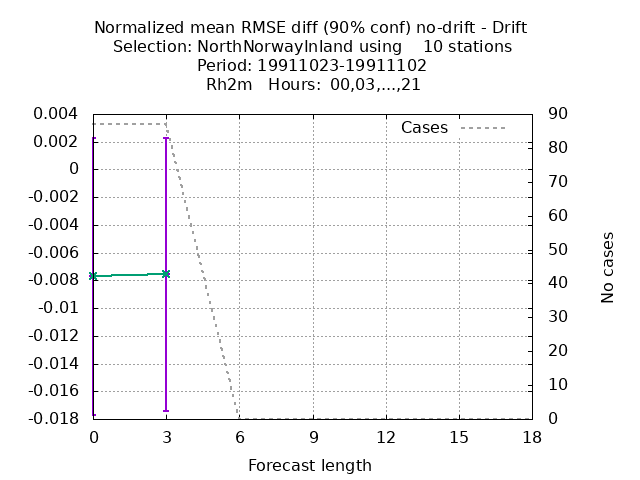 Normalized mean RMSE diff (90% conf) no-drift - Drift
Selection: NorthNorwayInland using    10 stations
Period: 19911023-19911102
Rh2m   Hours:  00,03,...,21
Cases
0.004
0.002
0
-0.002
-0.004
-0.006
-0.008
-0.01
-0.012
-0.014
-0.016
-0.018
90
80
70
60
50
40
30
20
10
0
No cases
0 3 6 9 12 15 18
Forecast length